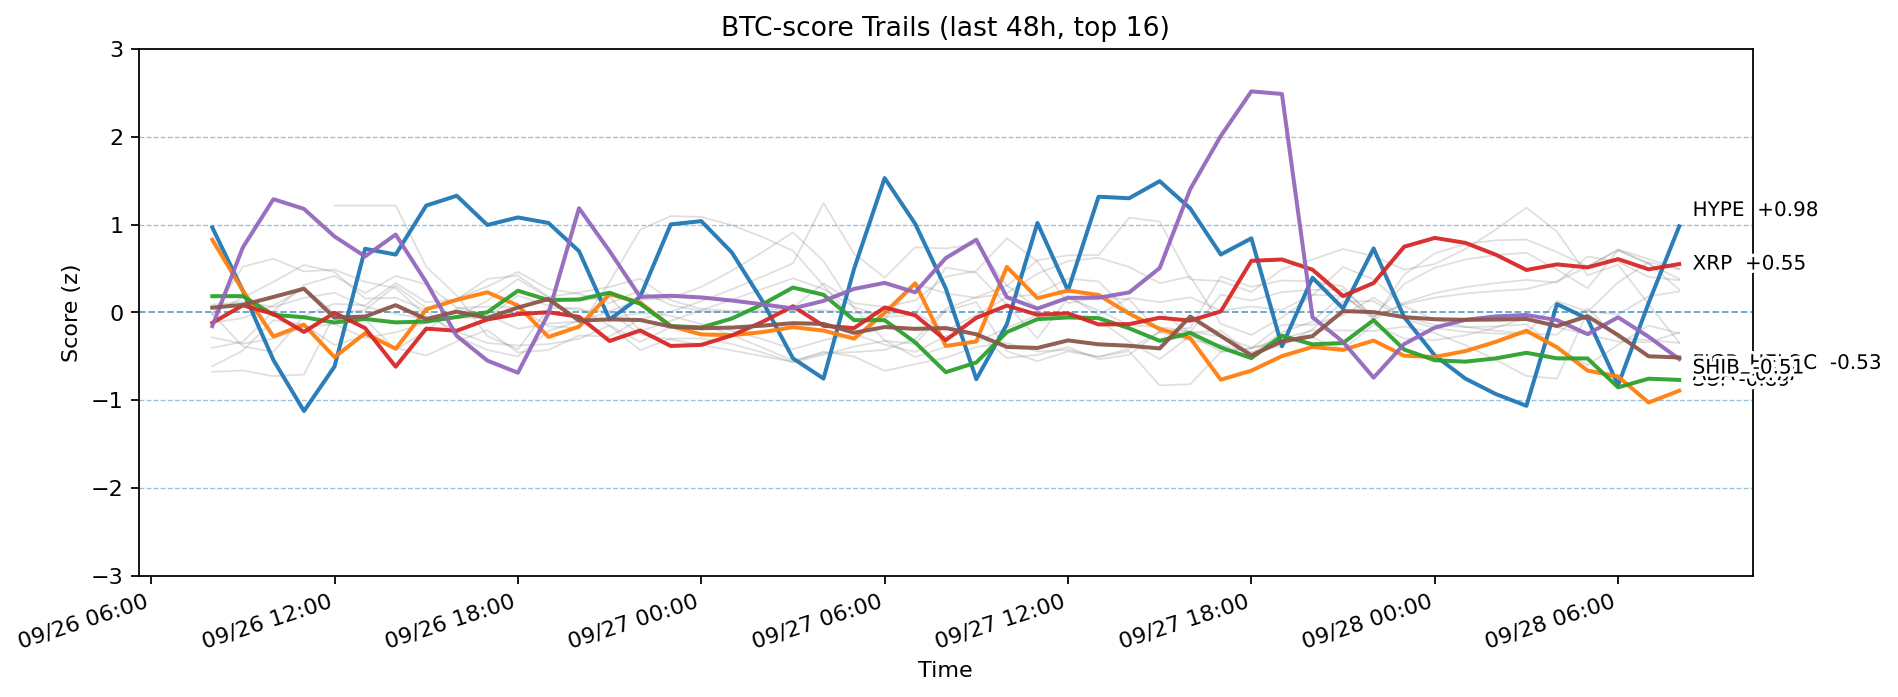 BTC-score Trails (last 48h, top 16)
Score (z)
3
2
1
0
−1
−2
−3
HYPE +0.98
XRP +0.55
C -0.53
SHIB -0.51
09/26 06:00
09/26 12:00
09/26 18:00
09/27 00:00
09/27 06:00
09/27 12:00
09/27 18:00
09/28 00:00
09/28 06:00
Time